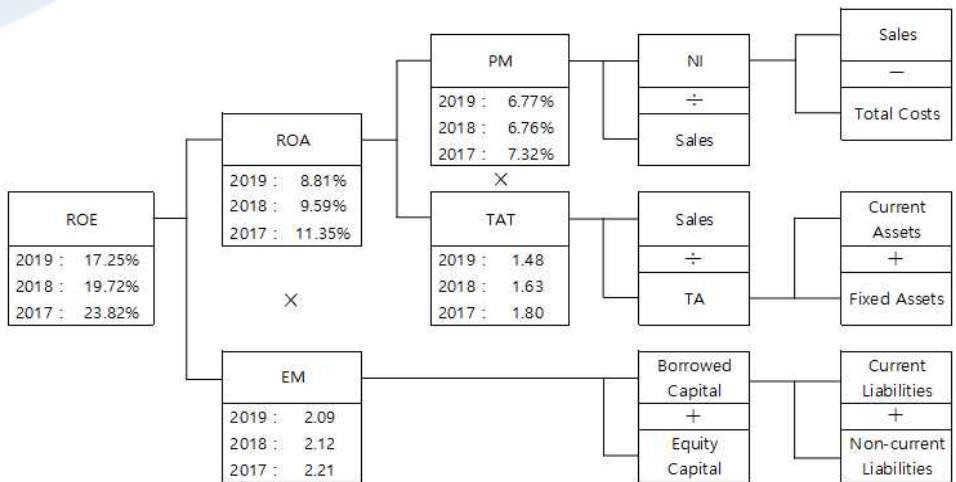 ROE
2019 : 17.25%
2018 : 19.72%
2017 : 23.82%
ROA
2019 : 8.81%
2018 : 9.59%
2017 : 11.35%
×
EM
2019 : 2.09
2018 : 2.12
2017 : 2.21
PM
2019 : 6.77%
2018 : 6.76%
2017 : 7.32%
×
TAT
2019 : 1.48
2018 : 1.63
2017 : 1.80
NI
÷
Sales
Sales
÷
TA
Borrowed
Capital
+
Equity
Capital
Sales
−
Total Costs
Current
Assets
+
Fixed Assets
Current
Liabilities
+
Non-current
Liabilities